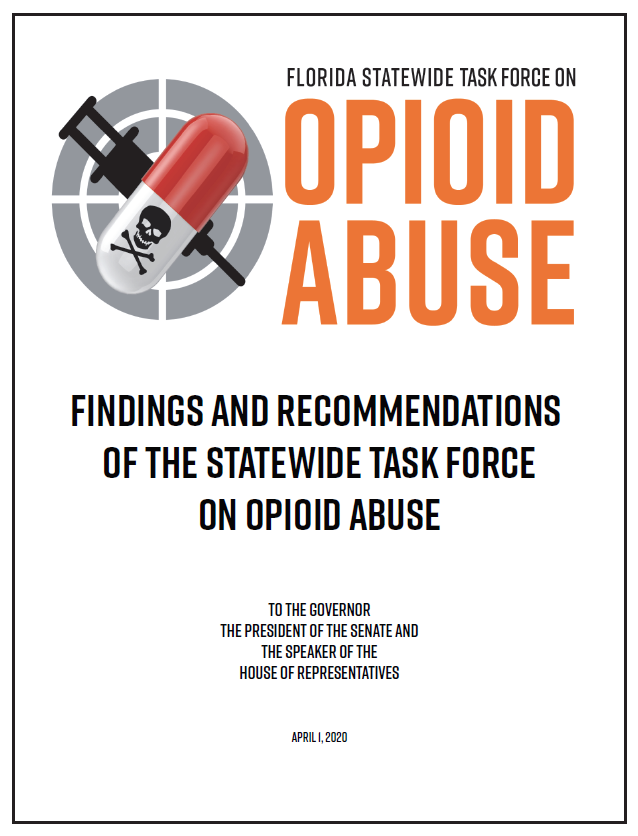 FLORIDA STATEWIDE TASK FORCE ON
OPIOID
ABUSE
FINDINGS AND RECOMMENDATIONS
OF THE STATEWIDE TASK FORCE
ON OPIOID ABUSE
TO THE GOVERNOR
THE PRESIDENT OF THE SENATE AND
THE SPEAKER OF THE
HOUSE OF REPRESENTATIVES
APRIL 1, 2020